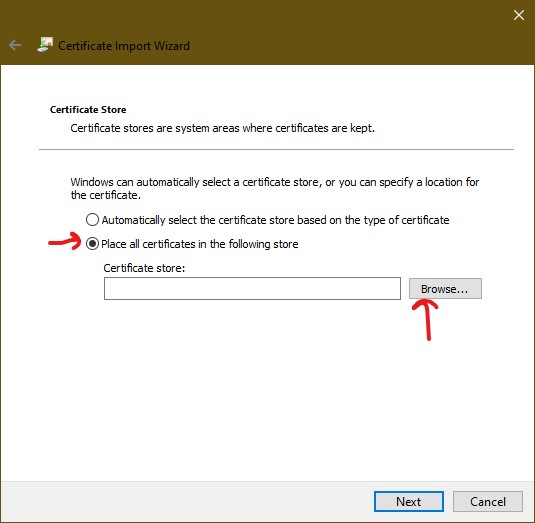 Certificate Import Wizard
Certificate Store
Certificate stores are system areas where certificates are kept.
Windows can automatically select a certificate store, or you can specify a location for
the certificate.
Automatically select the certificate store based on the type of certificate
Place all certificates in the following store
Certificate store:
Browse...
Next
Cancel